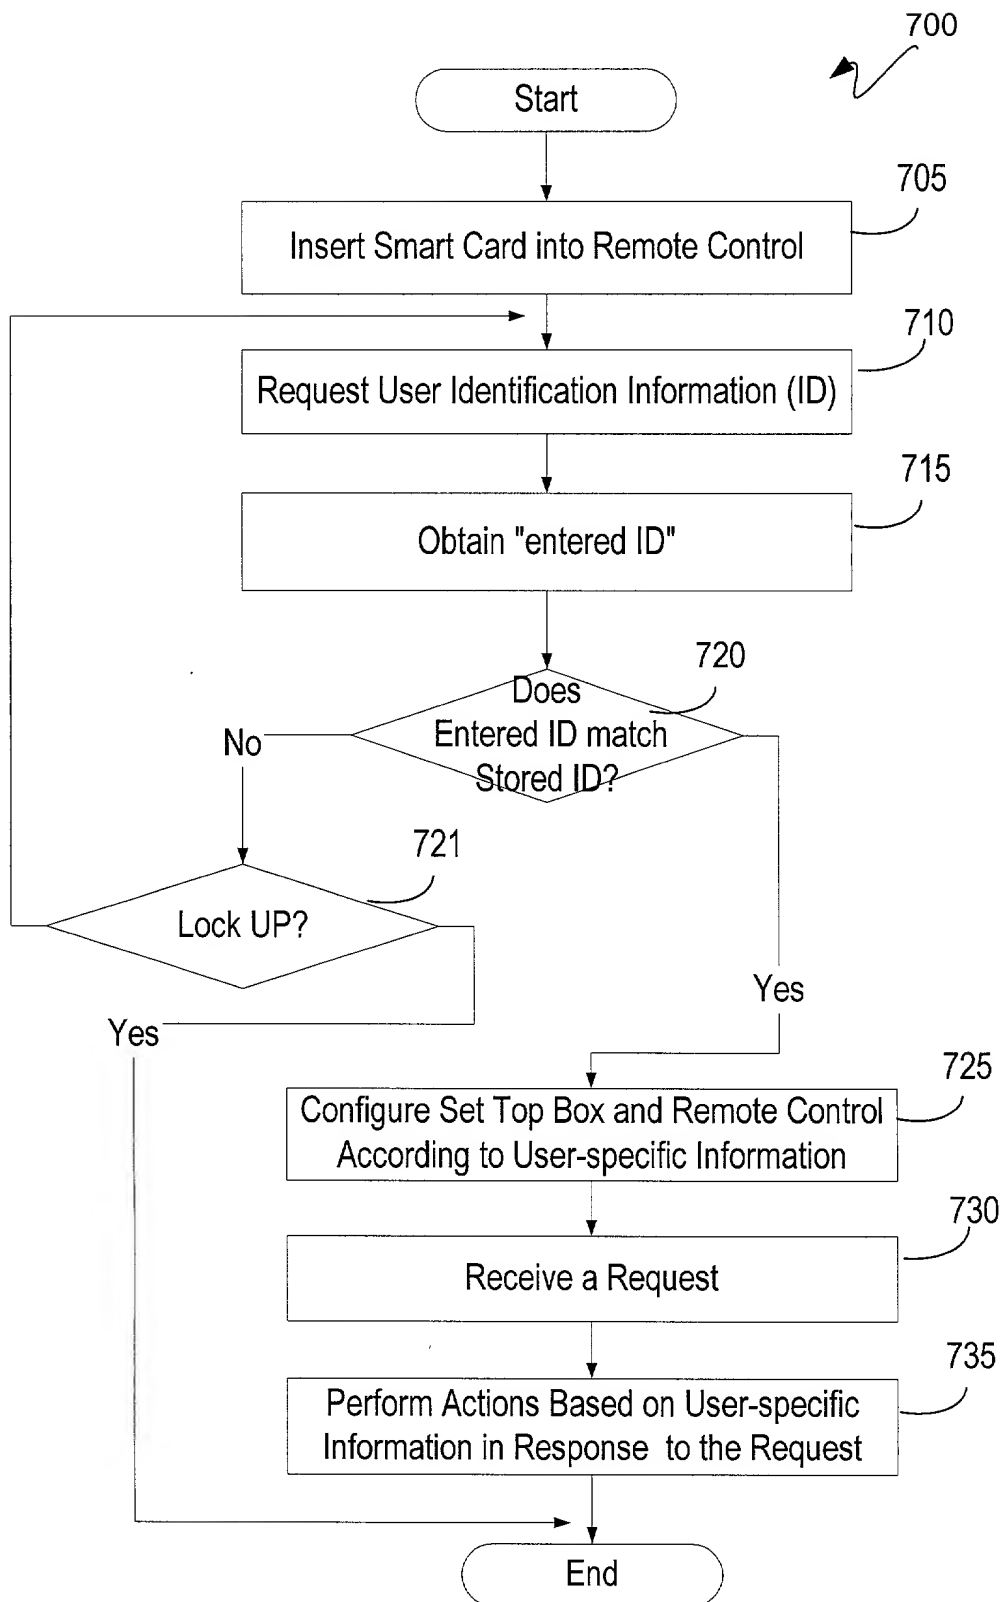 700
Start
705
Insert Smart Card into Remote Control
710
Request User Identification Information (ID)
715
Obtain "entered ID"
720
Does
Entered ID match
Stored ID?
No
721
Lock UP?
Yes
Yes
725
Configure Set Top Box and Remote Control
According to User-specific Information
730
Receive a Request
735
Perform Actions Based on User-specific
Information in Response to the Request
End